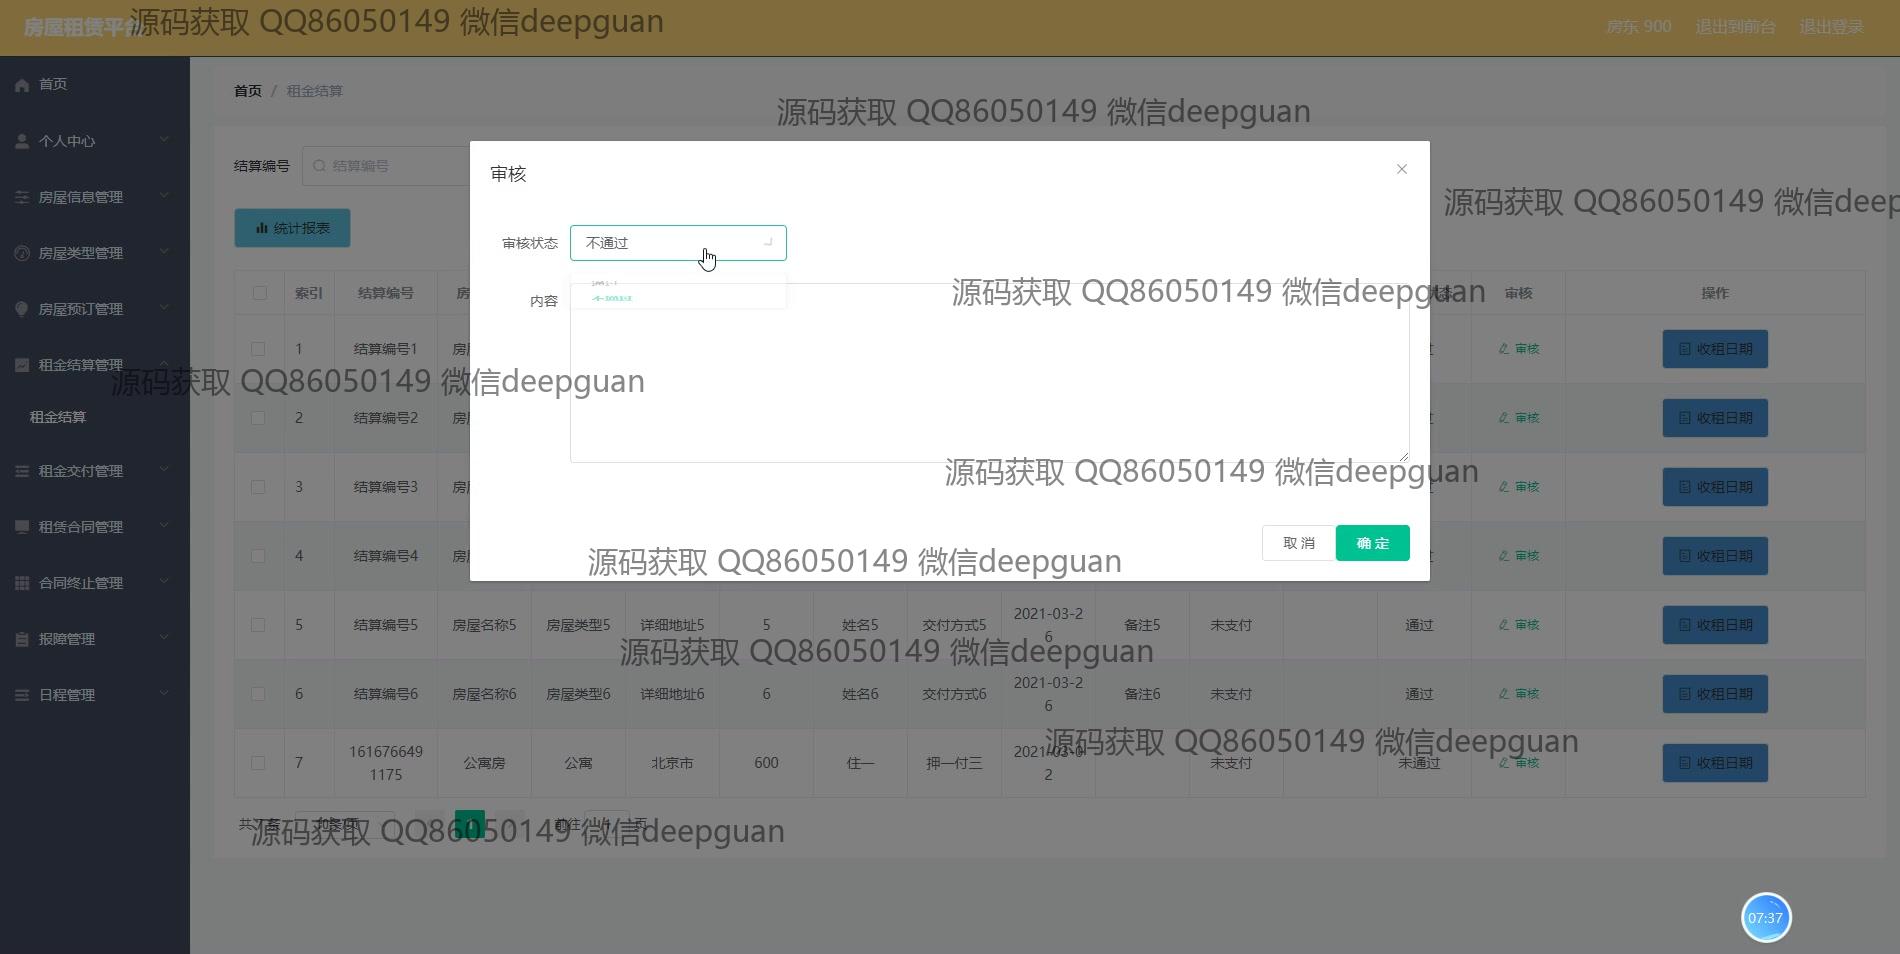 房屋租赁平台
源码获取 QQ86050149 微信deepguan
房东 900
退出到前台
退出登录
首页
个人中心
房屋信息管理
房屋类型管理
房屋预订管理
租金结算管理
租金结算
租金交付管理
租赁合同管理
合同终止管理
报障管理
日程管理
首页 / 租金结算
源码获取 QQ86050149 微信deepguan
结算编号
结算编号
统计报表
源码获取 QQ86050149 微信deep
审核
审核状态
不通过
内容
源码获取 QQ86050149 微信deepguan
源码获取 QQ86050149 微信deepguan
源码获取 QQ86050149 微信deepguan
取消
确定
源码获取 QQ86050149 微信deepguan
索引 结算编号 审核 操作
1 结算编号1 审核 收租日期
2 结算编号2 审核 收租日期
3 结算编号3 审核 收租日期
4 结算编号4 审核 收租日期
5 结算编号5 房屋名称5 房屋类型5 详细地址5 5 姓名5 交付方式5 2021-03-26 备注5 未支付 通过 审核 收租日期
源码获取 QQ86050149 微信deepguan
6 结算编号6 房屋名称6 房屋类型6 详细地址6 6 姓名6 交付方式6 2021-03-26 备注6 未支付 通过 审核 收租日期
7 1616766491175 公寓房 公寓 北京市 600 住一 押一付三 未支付 未通过 审核 收租日期
源码获取 QQ86050149 微信deepguan
源码获取 QQ86050149 微信deepguan
1
前往
页
07:37